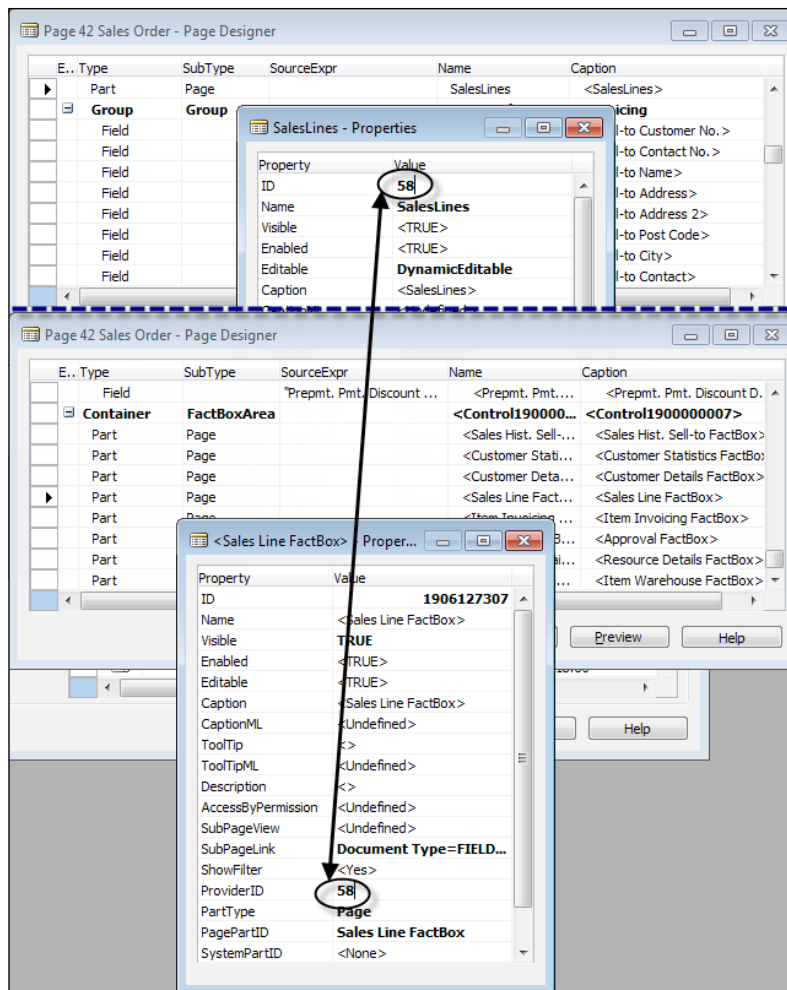 Page 42 Sales Order - Page Designer
E.. Type SubType SourceExpr Name Caption
Part Page SalesLines <SalesLines>
Group Group icing
Field l-to Customer No.>
Field l-to Contact No.>
Field l-to Name>
Field l-to Address>
Field l-to Address 2>
Field l-to Post Code>
Field l-to City>
Field l-to Contact>
SalesLines - Properties
Property Value
ID 58
Name SalesLines
Visible <TRUE>
Enabled <TRUE>
Editable DynamicEditable
Caption <SalesLines>
Page 42 Sales Order - Page Designer
E.. Type SubType SourceExpr Name Caption
Field "Prepmt. Pmt. Discount ... <Prepmt. Pmt.... <Prepmt. Pmt. Discount D.
Container FactBoxArea <Control190000... <Control1900000007>
Part Page <Sales Hist. Sell-... <Sales Hist. Sell-to FactBox>
Part Page <Customer Stati... <Customer Statistics FactBo
Part Page <Customer Deta... <Customer Details FactBox>
Part Page <Sales Line Fact... <Sales Line FactBox>
Part Page <Item Invoicing ... <Item Invoicing FactBox>
Part <Approval FactBox>
Part <Resource Details FactBox>
Part <Item Warehouse FactBox>
Preview Help
Help
<Sales Line FactBox> - Proper...
Property Value
ID 1906127307
Name <Sales Line FactBox>
Visible TRUE
Enabled <TRUE>
Editable <TRUE>
Caption <Sales Line FactBox>
CaptionML <Undefined>
ToolTip <>
ToolTipML <Undefined>
Description <>
AccessByPermission <Undefined>
SubPageView <Undefined>
SubPageLink Document Type=FIELD...
ShowFilter <Yes>
ProviderID 58
PartType Page
PagePartID Sales Line FactBox
SystemPartID <None>